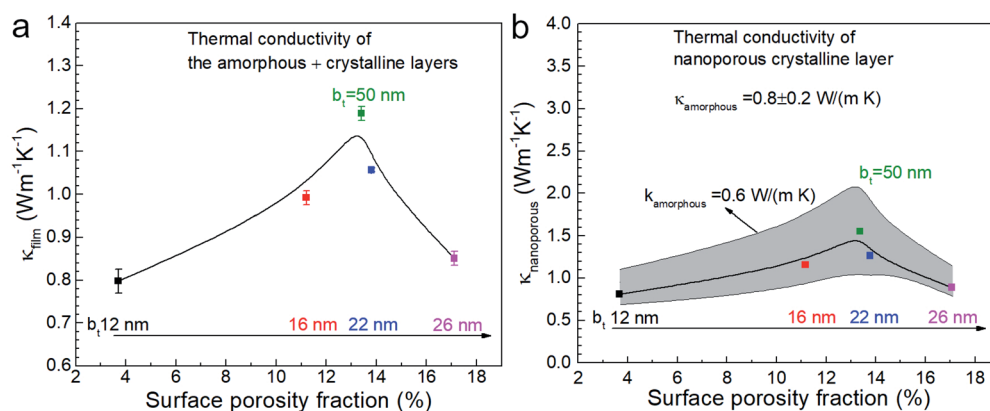 a
Thermal conductivity of
the amorphous + crystalline layers
bt=50 nm
κfilm (Wm⁻¹K⁻¹)
1.4
1.3
1.2
1.1
1.0
0.9
0.8
0.7
0.6
bt 12 nm
16 nm
22 nm
26 nm
2 4 6 8 10 12 14 16 18
Surface porosity fraction (%)
b
Thermal conductivity of
nanoporous crystalline layer
κamorphous =0.8±0.2 W/(m K)
bt=50 nm
kamorphous=0.6 W/(m K)
κnanoporous (Wm⁻¹K⁻¹)
4.0
3.5
3.0
2.5
2.0
1.5
1.0
0.5
0.0
bt 12 nm
16 nm
22 nm
26 nm
2 4 6 8 10 12 14 16 18
Surface porosity fraction (%)